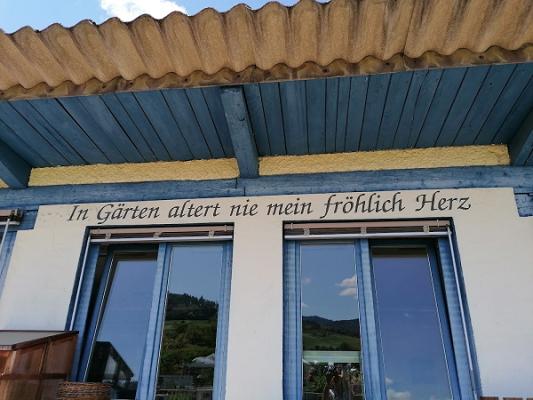 In Gärten altert nie mein fröhlich Herz